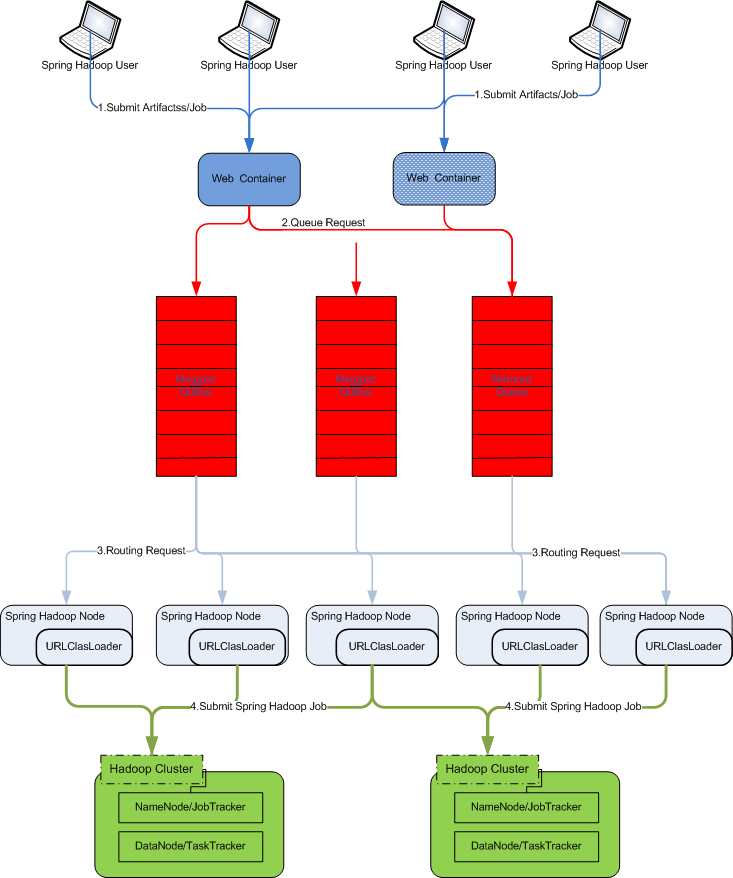 Spring Hadoop User
Spring Hadoop User
Spring Hadoop User
Spring Hadoop User
1.Submit Artifactss/Job
1.Submit Artifacts/Job
Web Container
Web Container
2.Queue Request
3.Routing Request
3.Routing Request
Spring Hadoop Node
URLClasLoader
Spring Hadoop Node
URLClasLoader
Spring Hadoop Node
URLClasLoader
Spring Hadoop Node
URLClasLoader
Spring Hadoop Node
URLClasLoader
4.Submit Spring Hadoop Job
4.Submit Spring Hadoop Job
Hadoop Cluster
NameNode/JobTracker
DataNode/TaskTracker
Hadoop Cluster
NameNode/JobTracker
DataNode/TaskTracker